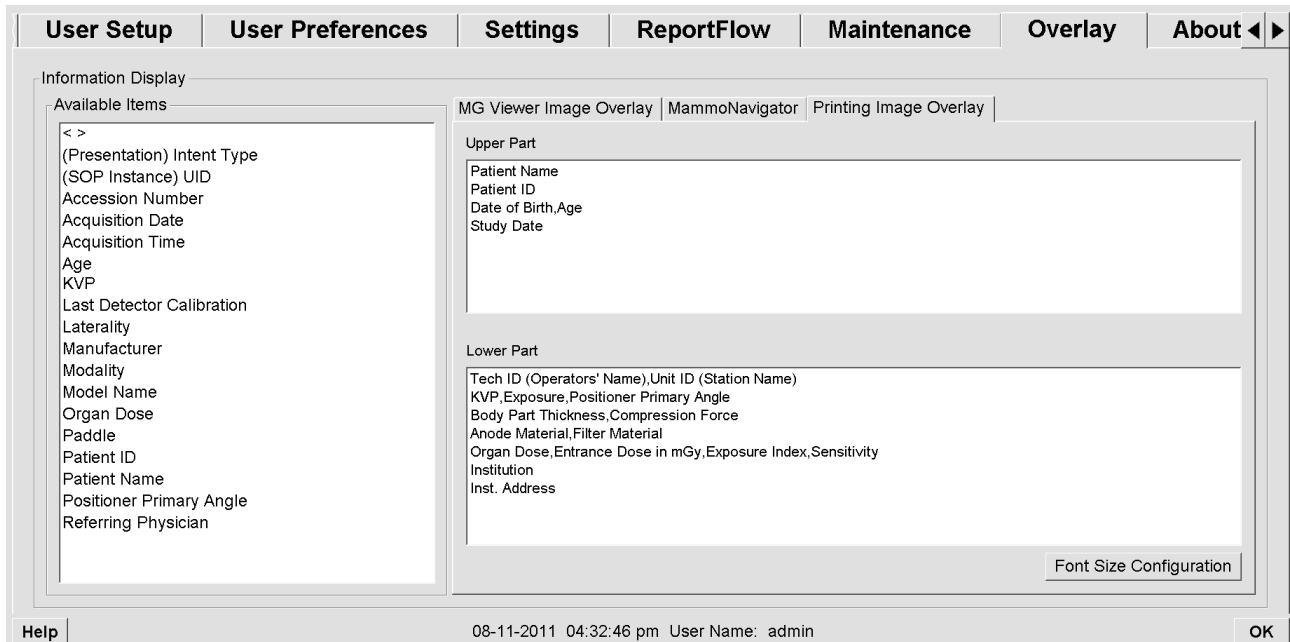 User Setup User Preferences Settings ReportFlow Maintenance Overlay About
Information Display
Available Items
< >
(Presentation) Intent Type
(SOP Instance) UID
Accession Number
Acquisition Date
Acquisition Time
Age
KVP
Last Detector Calibration
Laterality
Manufacturer
Modality
Model Name
Organ Dose
Paddle
Patient ID
Patient Name
Positioner Primary Angle
Referring Physician
MG Viewer Image Overlay MammoNavigator Printing Image Overlay
Upper Part
Patient Name
Patient ID
Date of Birth,Age
Study Date
Lower Part
Tech ID (Operators' Name),Unit ID (Station Name)
KVP,Exposure,Positioner Primary Angle
Body Part Thickness,Compression Force
Anode Material,Filter Material
Organ Dose,Entrance Dose in mGy,Exposure Index,Sensitivity
Institution
Inst. Address
Font Size Configuration
Help 08-11-2011 04:32:46 pm User Name: admin OK